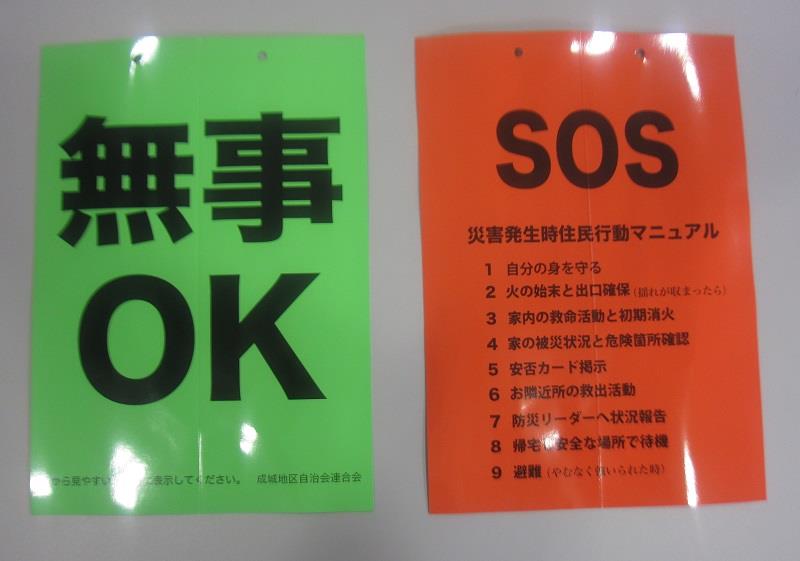 無事
OK
から見やすい に表示してください。 成城地区自治会連合会
SOS
災害発生時住民行動マニュアル
1 自分の身を守る
2 火の始末と出口確保(揺れが収まったら)
3 家内の救命活動と初期消火
4 家の被災状況と危険箇所確認
5 安否カード掲示
6 お隣近所の救出活動
7 防災リーダーへ状況報告
8 帰宅 安全な場所で待機
9 避難(やむなく強いられた時)